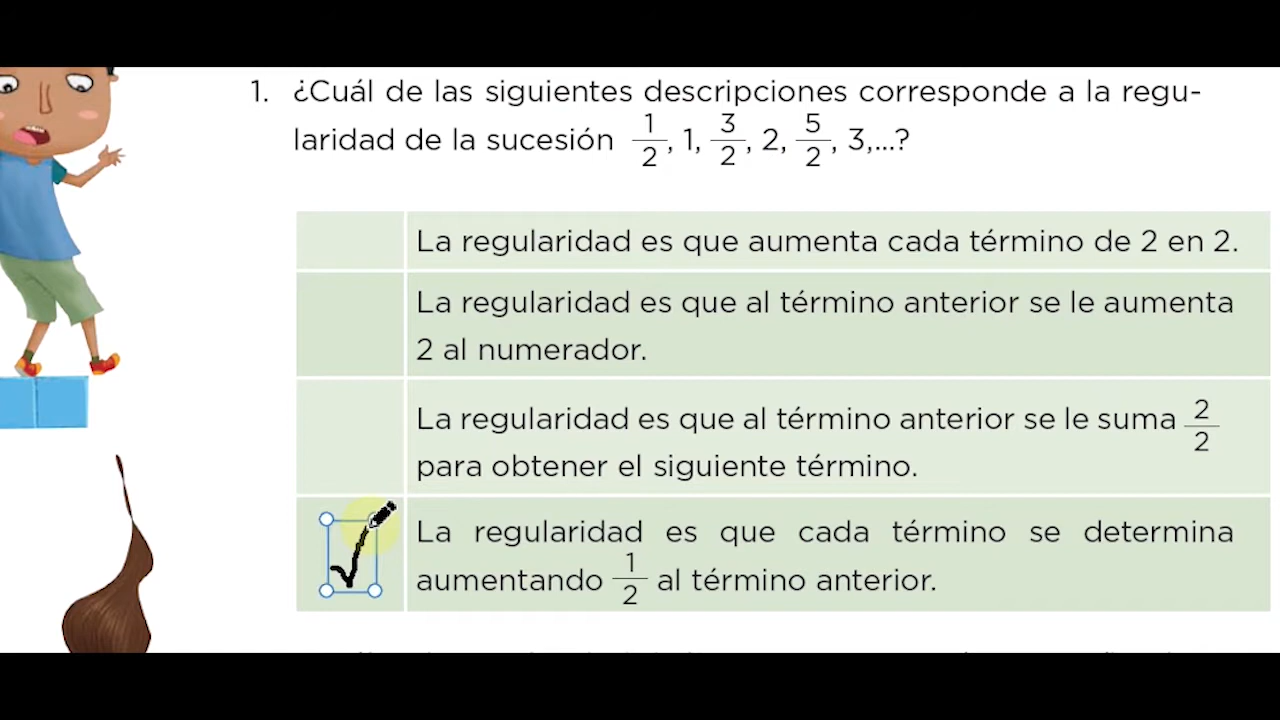 1. ¿Cuál de las siguientes descripciones corresponde a la regu-
laridad de la sucesión 1/2, 1, 3/2, 2, 5/2, 3,...?
La regularidad es que aumenta cada término de 2 en 2.
La regularidad es que al término anterior se le aumenta
2 al numerador.
La regularidad es que al término anterior se le suma 2/2
para obtener el siguiente término.
La regularidad es que cada término se determina
aumentando 1/2 al término anterior.